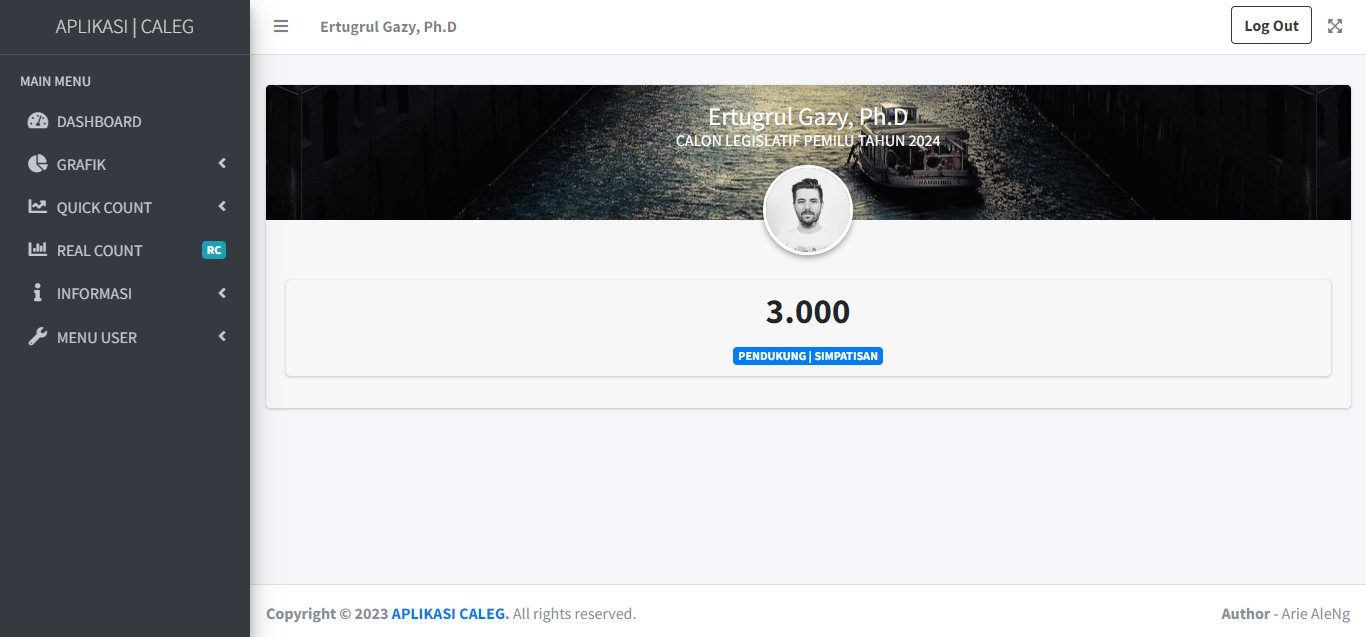 APLIKASI | CALEG
Ertugrul Gazy, Ph.D
Log Out
MAIN MENU
DASHBOARD
GRAFIK
QUICK COUNT
REAL COUNT RC
INFORMASI
MENU USER
Ertugrul Gazy, Ph.D
CALON LEGISLATIF PEMILU TAHUN 2024
HAMBURG
3.000
PENDUKUNG | SIMPATISAN
Copyright © 2023 APLIKASI CALEG. All rights reserved.
Author - Arie AleNg